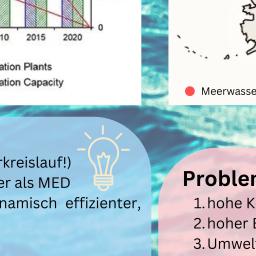 10 2015 2020 0
ation Plants
ation Capacity
Meerwasse
rkreislauf!)
er als MED
namisch effizienter,
Probler
1. hohe K
2. hoher E
3. Umwelt